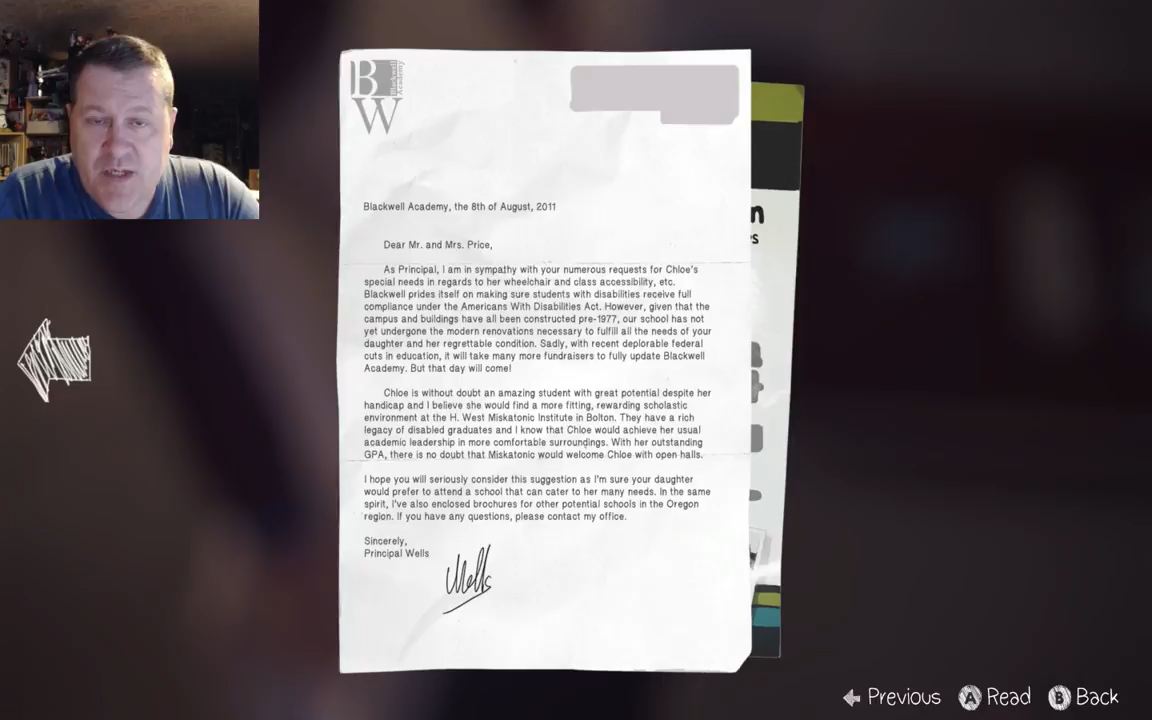 B
Blackwell
Academy
W
Blackwell Academy, the 8th of August, 2011
Dear Mr. and Mrs. Price,
As Principal, I am in sympathy with your numerous requests for Chloe's
special needs in regards to her wheelchair and class accessibility, etc.
Blackwell prides itself on making sure students with disabilities receive full
compliance under the Americans With Disabilities Act. However, given that the
campus and buildings have all been constructed pre-1977, our school has not
yet undergone the modern renovations necessary to fulfill all the needs of your
daughter and her regrettable condition. Sadly, with recent deplorable federal
cuts in education, it will take many more fundraisers to fully update Blackwell
Academy. But that day will come!
Chloe is without doubt an amazing student with great potential despite her
handicap and I believe she would find a more fitting, rewarding scholastic
environment at the H. West Miskatonic Institute in Bolton. They have a rich
legacy of disabled graduates and I know that Chloe would achieve her usual
academic leadership in more comfortable surroundings. With her outstanding
GPA, there is no doubt that Miskatonic would welcome Chloe with open halls.
I hope you will seriously consider this suggestion as I'm sure your daughter
would prefer to attend a school that can cater to her many needs. In the same
spirit, I've also enclosed brochures for other potential schools in the Oregon
region. If you have any questions, please contact my office.
Sincerely,
Principal Wells
Wells
Previous A Read B Back